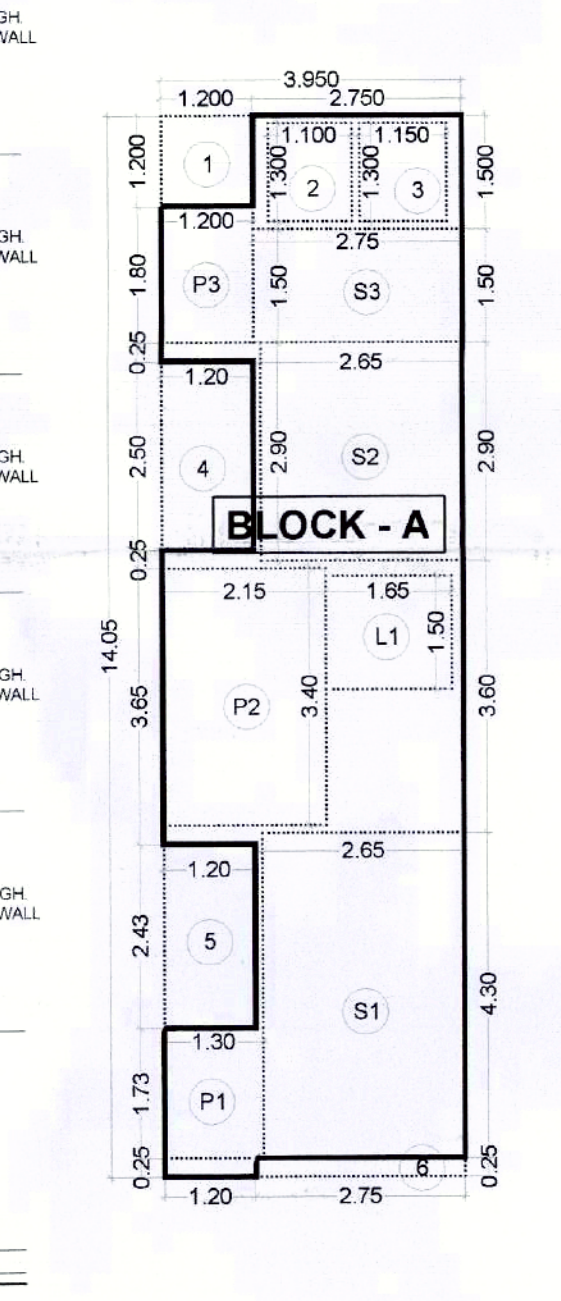 GH.
WALL
3.950
1.200
2.750
1.200
1
1.300
1.100
2
1.300
1.150
3
1.500
1.200
2.75
1.80
P3
1.50
S3
1.50
0.25
1.20
2.65
2.50
4
2.90
S2
2.90
BLOCK - A
0.25
2.15
1.65
L1
1.50
14.05
3.65
P2
3.40
3.60
1.20
2.65
2.43
5
S1
4.30
1.30
1.73
P1
0.25
6
0.25
1.20
2.75
GH.
WALL
GH.
WALL
GH.
WALL
GH.
WALL